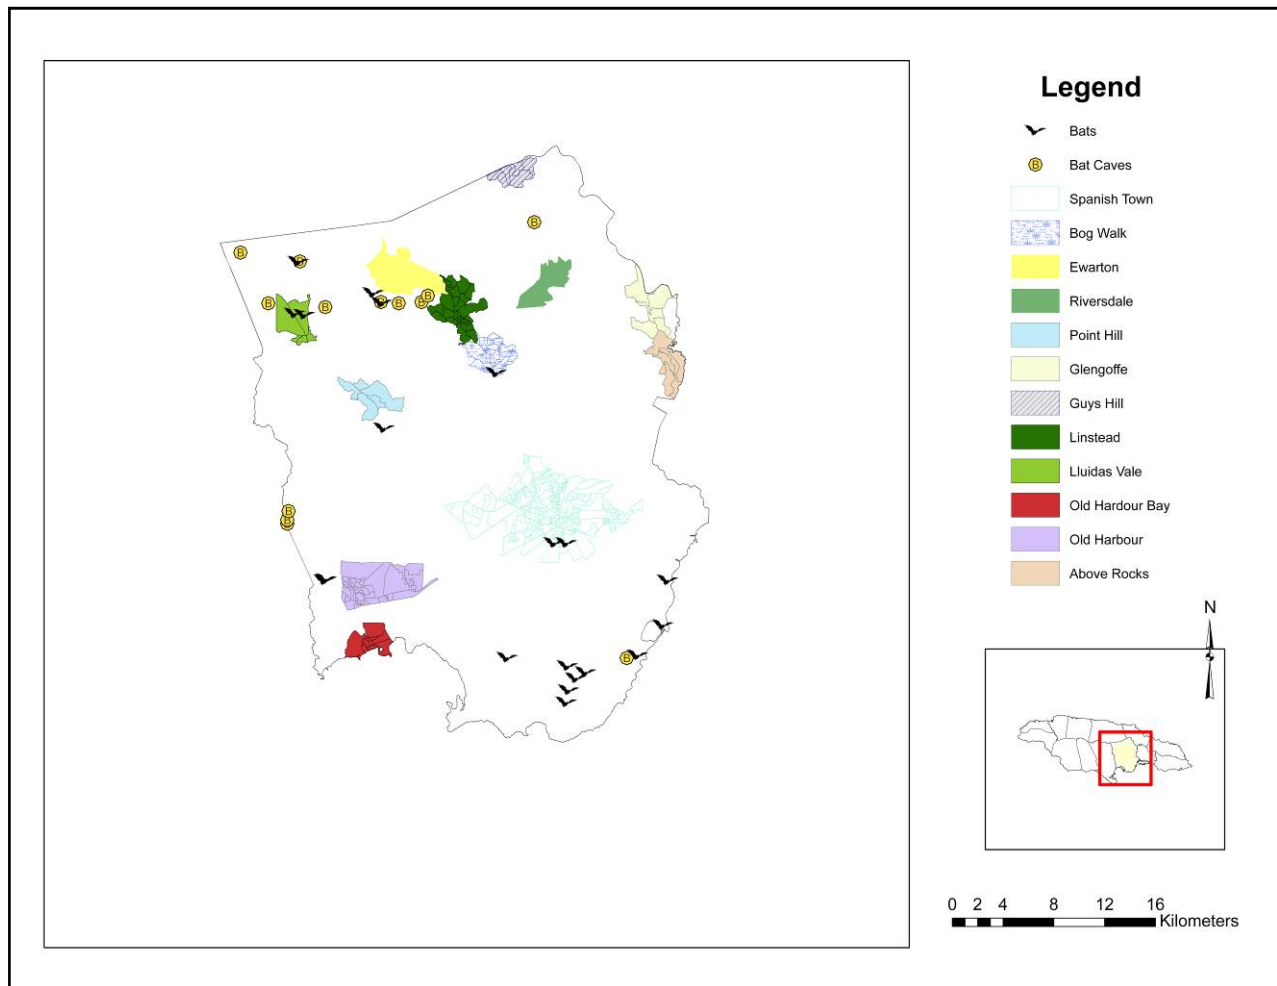 Legend
Bats
B Bat Caves
Spanish Town
Bog Walk
Ewarton
Riversdale
Point Hill
Glengoffe
Guys Hill
Linstead
Lluidas Vale
Old Hardour Bay
Old Harbour
Above Rocks
B
B
B
B
B
B
B
B
B
B
B
B
B
N
0 2 4 8 12 16
Kilometers